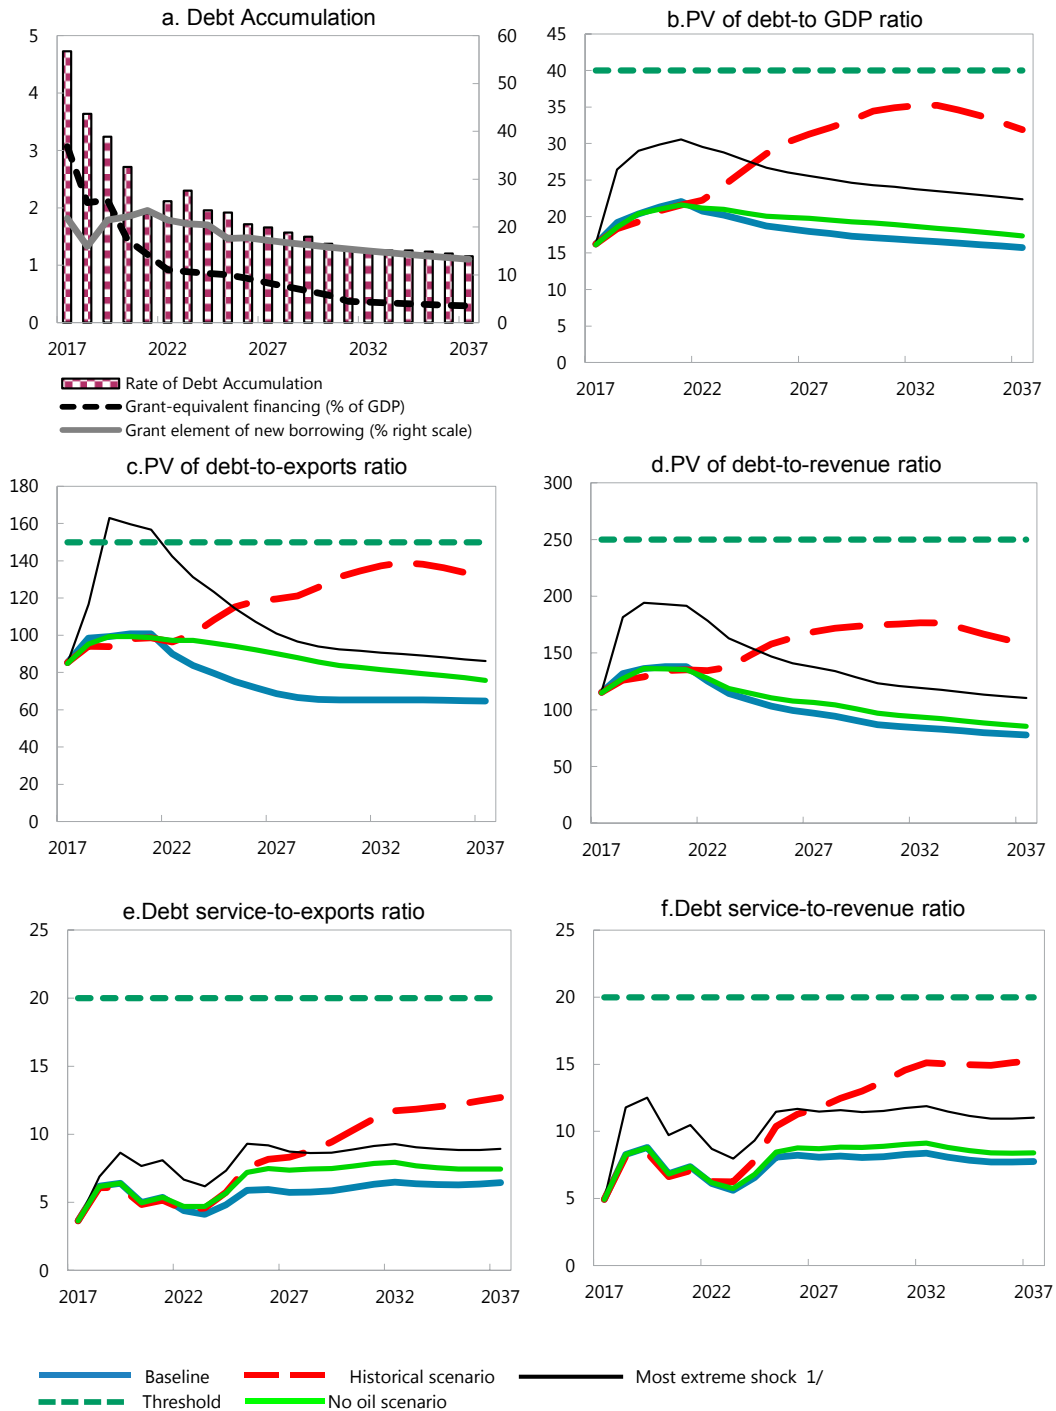 a. Debt Accumulation
5 60
4 50
3 40
2 30
1 20
0 10
0
2017 2022 2027 2032 2037
Rate of Debt Accumulation
Grant-equivalent financing (% of GDP)
Grant element of new borrowing (% right scale)
b.PV of debt-to GDP ratio
45
40
35
30
25
20
15
10
5
0
2017 2022 2027 2032 2037
c.PV of debt-to-exports ratio
180
160
140
120
100
80
60
40
20
0
2017 2022 2027 2032 2037
d.PV of debt-to-revenue ratio
300
250
200
150
100
50
0
2017 2022 2027 2032 2037
e.Debt service-to-exports ratio
25
20
15
10
5
0
2017 2022 2027 2032 2037
f.Debt service-to-revenue ratio
25
20
15
10
5
0
2017 2022 2027 2032 2037
Baseline Historical scenario Most extreme shock 1/
Threshold No oil scenario